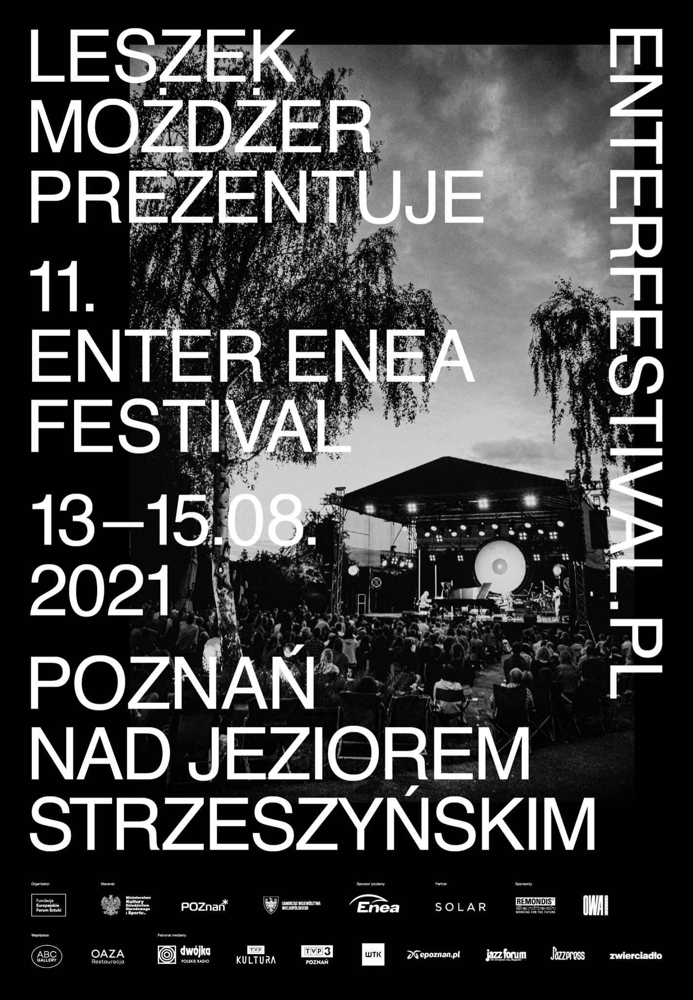 LESZEK
MOŻDŻER
PREZENTUJE
11.
ENTER ENEA
FESTIVAL
13–15.08.
2021
POZNAŃ
NAD JEZIOREM
STRZESZYŃSKIM
ENTERFESTIVAL.PL
Organizator
Fundacja
Europejskie
Forum Sztuki
Mecenat
Ministerstwo
Kultury
Dziedzictwa
Narodowego
i Sportu.
POZnań*
SAMORZĄD WOJEWÓDZTWA
WIELKOPOLSKIEGO
Sponsor tytularny
Enea
Partner
SOLAR
Sponsorzy
REMONDIS®
Sanitech
WORKING FOR THE FUTURE
OWA
POLSKA
Współpraca
ABC
GALLERY
OAZA
Restauracja
Patronat medialny
dwójka
POLSKIE RADIO
TVP
KULTURA
TVP3
POZNAŃ
WTK
epoznan.pl
jazz forum
The European Jazz Magazine
Jazzpress
zwierciadło